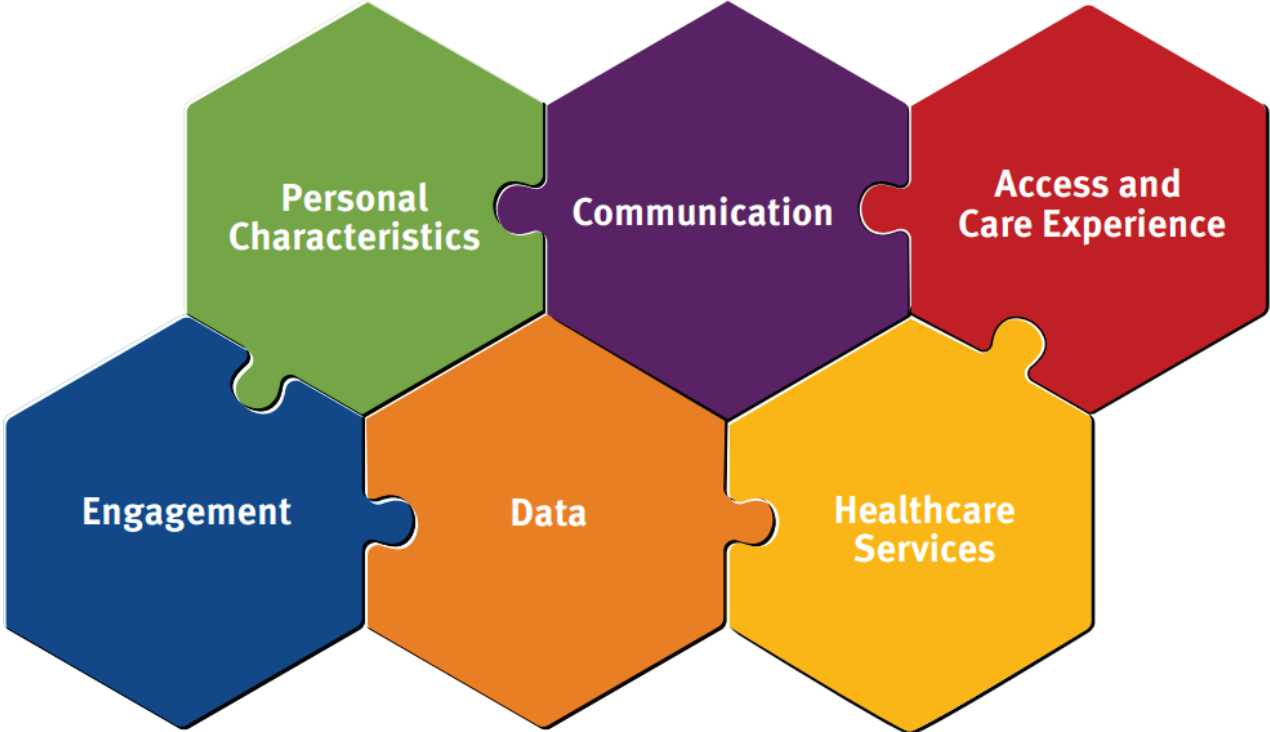 Personal
Characteristics
Communication
Access and
Care Experience
Engagement
Data
Healthcare
Services